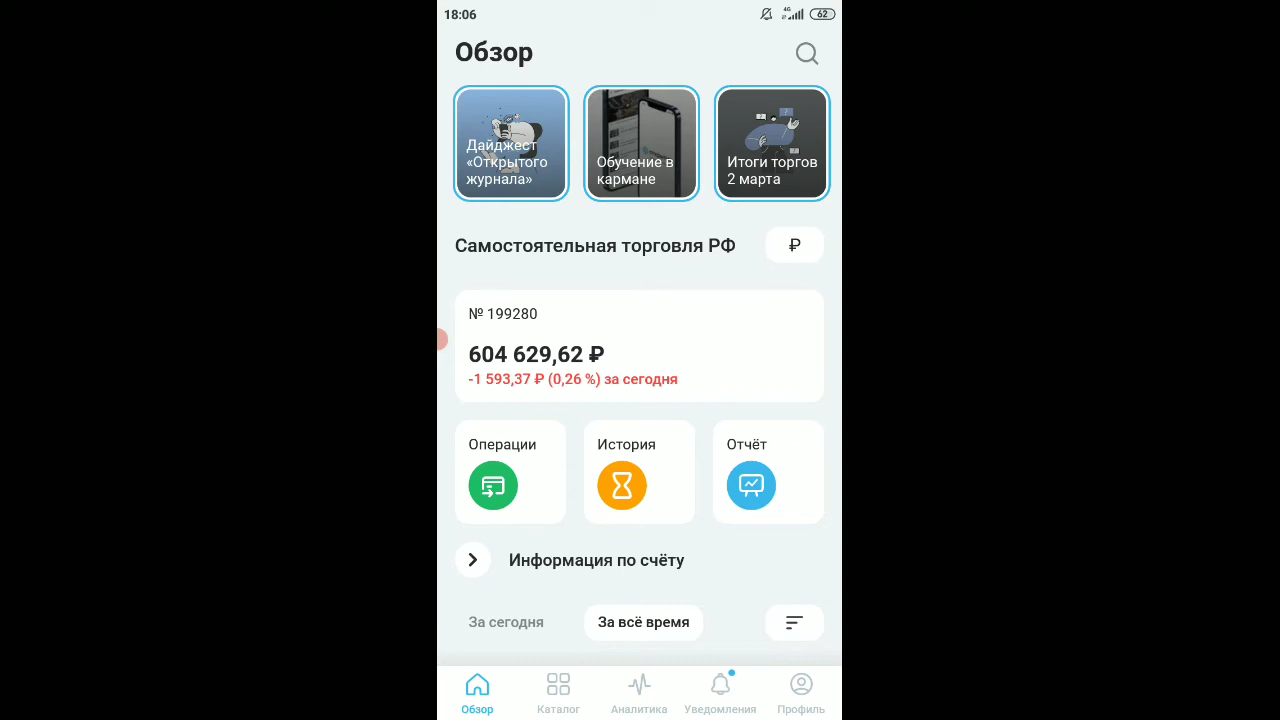 18:06
4G
62
Обзор
Дайджест
«Открытого
журнала»
Обучение в
кармане
Итоги торгов
2 марта
Самостоятельная торговля РФ
₽
№ 199280
604 629,62 ₽
-1 593,37 ₽ (0,26 %) за сегодня
Операции
История
Отчёт
Информация по счёту
За сегодня
За всё время
Обзор
Каталог
Аналитика
Уведомления
Профиль